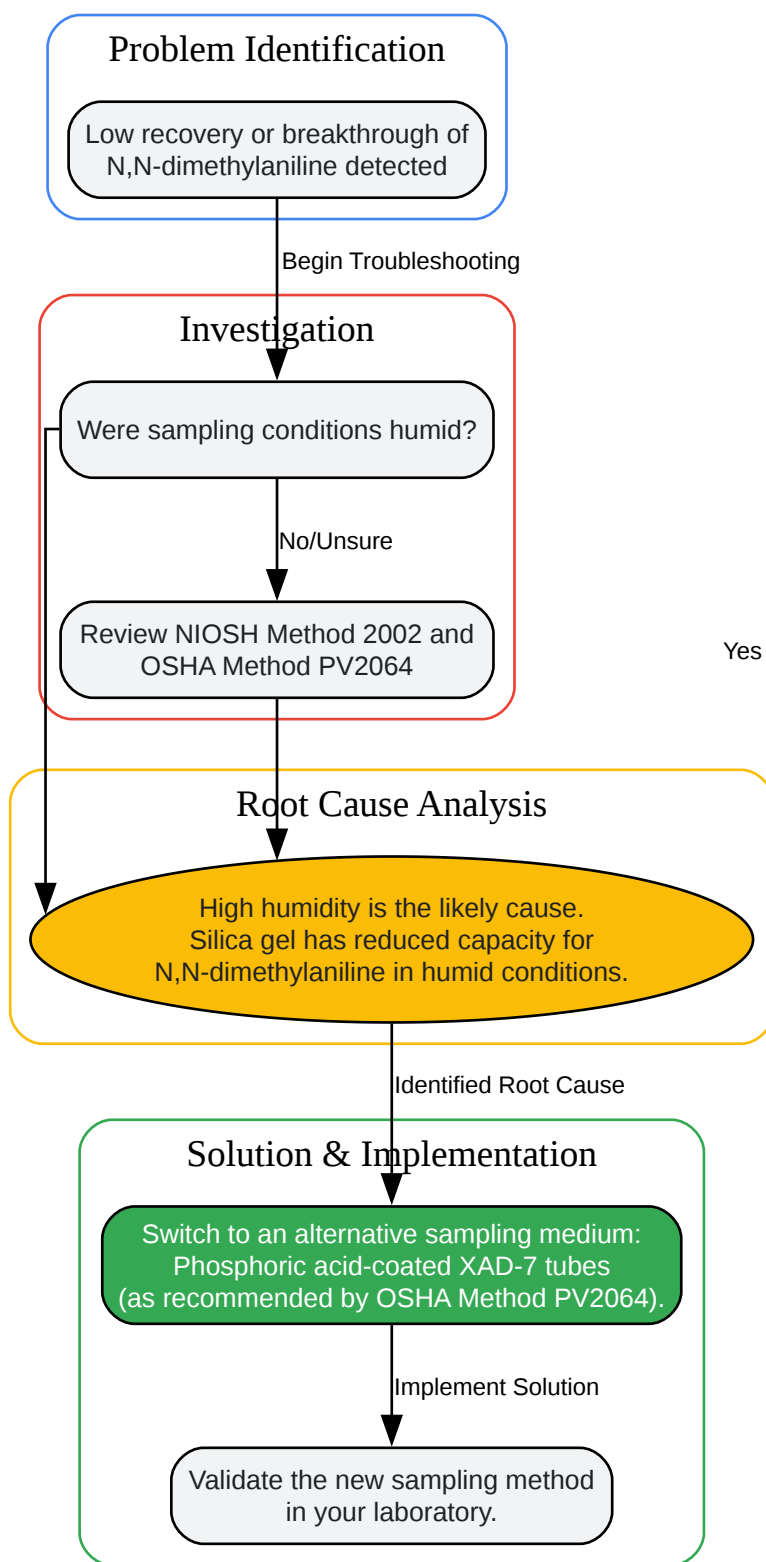 Problem Identification
Low recovery or breakthrough of
N,N-dimethylaniline detected
Begin Troubleshooting
Investigation
Were sampling conditions humid?
No/Unsure
Review NIOSH Method 2002 and
OSHA Method PV2064
Yes
Root Cause Analysis
High humidity is the likely cause.
Silica gel has reduced capacity for
N,N-dimethylaniline in humid conditions.
Identified Root Cause
Solution & Implementation
Switch to an alternative sampling medium:
Phosphoric acid-coated XAD-7 tubes
(as recommended by OSHA Method PV2064).
Implement Solution
Validate the new sampling method
in your laboratory.